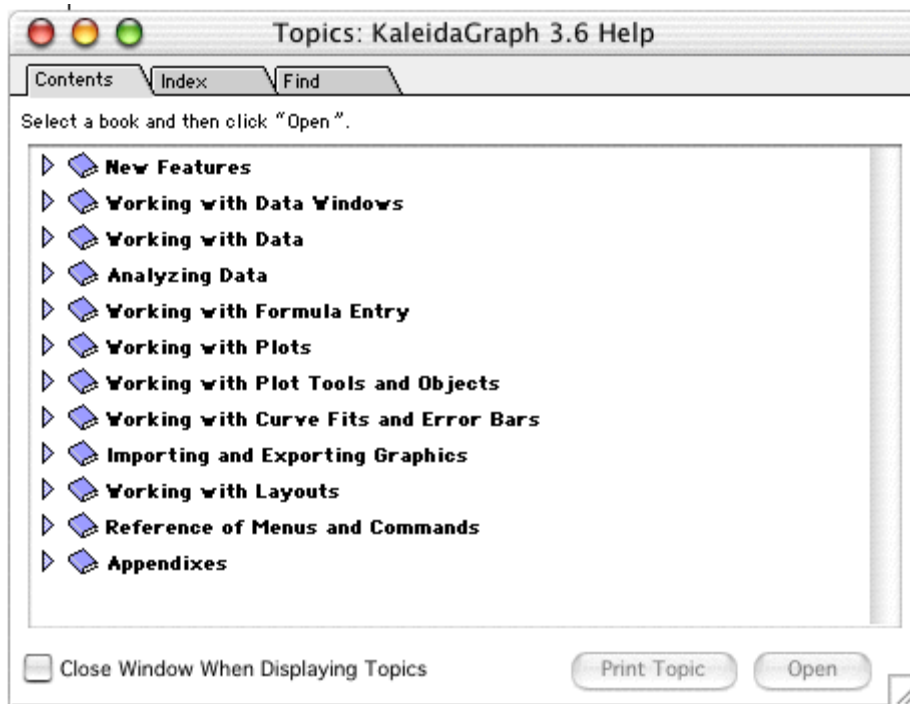 Topics: KaleidaGraph 3.6 Help
Contents
Index
Find
Select a book and then click “Open”.
New Features
Working with Data Windows
Working with Data
Analyzing Data
Working with Formula Entry
Working with Plots
Working with Plot Tools and Objects
Working with Curve Fits and Error Bars
Importing and Exporting Graphics
Working with Layouts
Reference of Menus and Commands
Appendixes
Close Window When Displaying Topics
Print Topic
Open